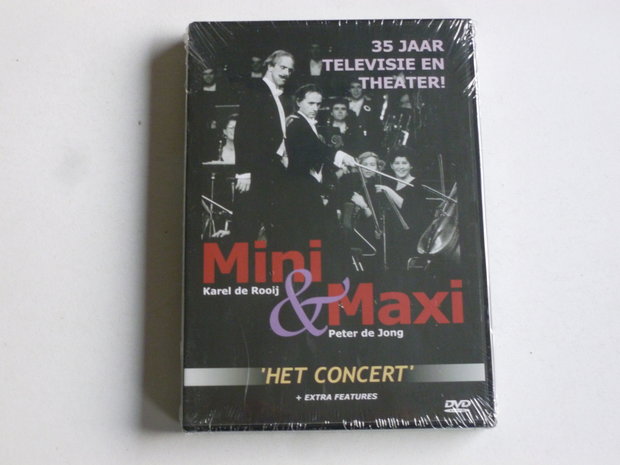 35 JAAR
TELEVISIE EN
THEATER!
Mini
Karel de Rooij
& Maxi
Peter de Jong
'HET CONCERT'
+ EXTRA FEATURES
DVD